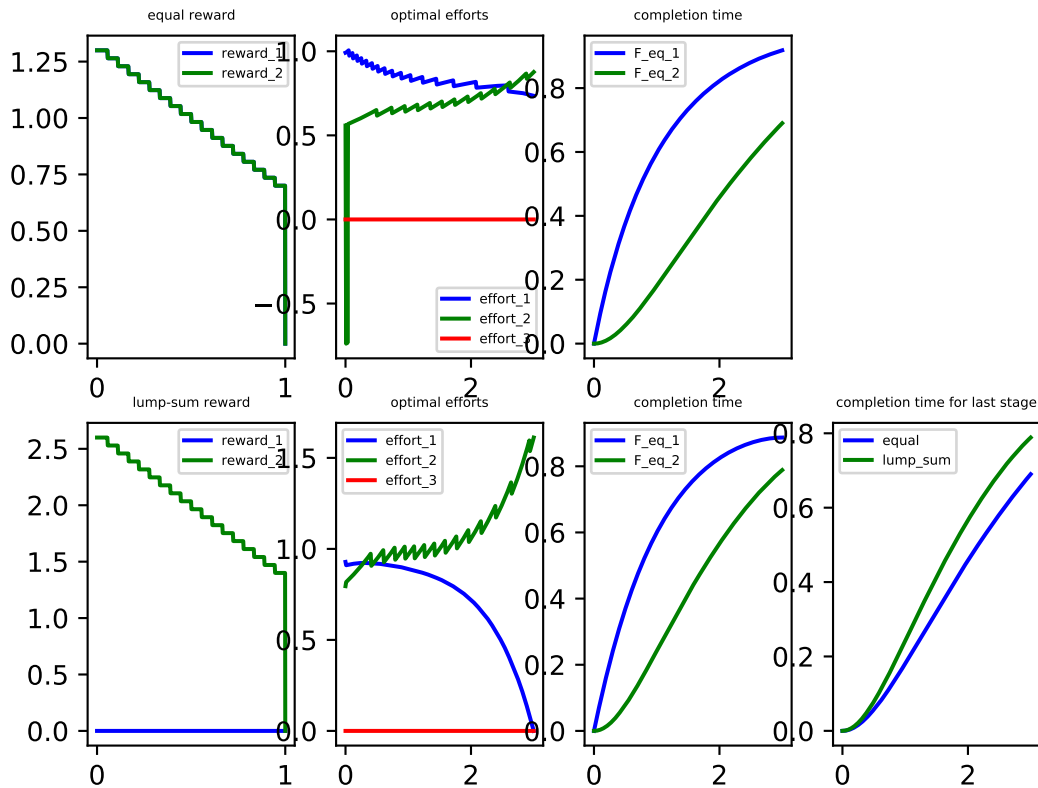 equal reward
1.25
1.00
0.75
0.50
0.25
0.00
0
1
reward_1
reward_2
optimal efforts
1.0
0.5
0.0
−0.5
0
2
effort_1
effort_2
effort_3
completion time
0.8
0.6
0.4
0.2
0.0
0
2
F_eq_1
F_eq_2
lump-sum reward
2.5
2.0
1.5
1.0
0.5
0.0
0
1
reward_1
reward_2
optimal efforts
1.5
1.0
0.5
0.0
0
2
effort_1
effort_2
effort_3
completion time
0.8
0.6
0.4
0.2
0.0
0
2
F_eq_1
F_eq_2
completion time for last stage
0.8
0.6
0.4
0.2
0.0
0
2
equal
lump_sum